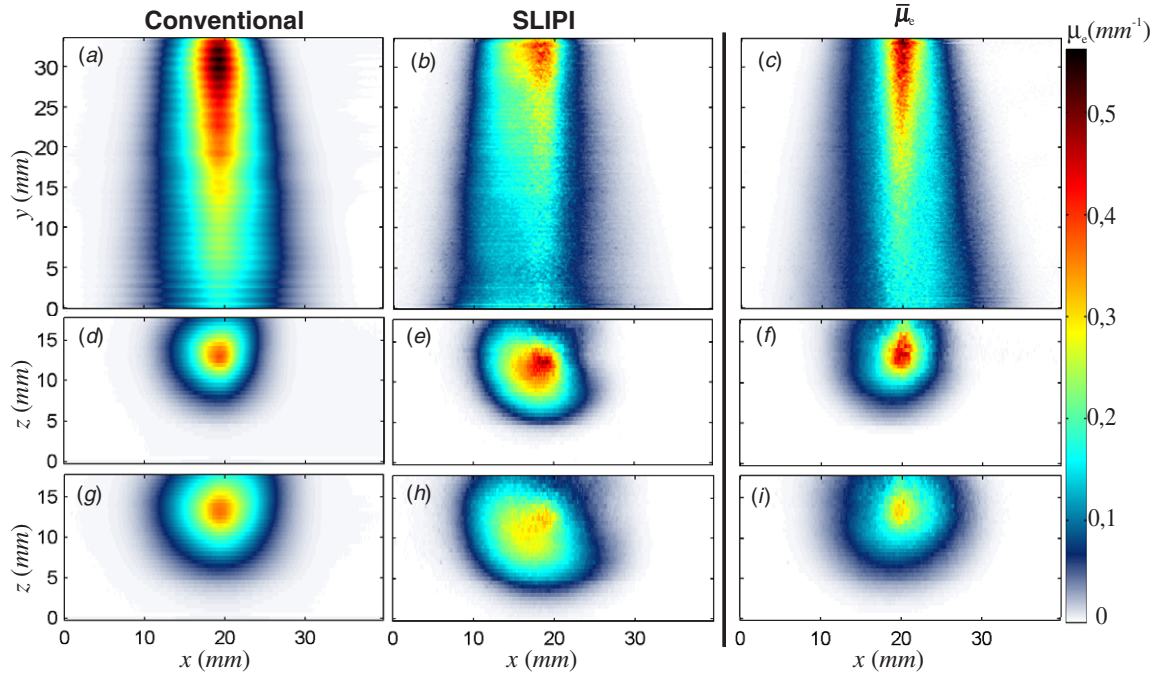 Conventional SLIPI μ̄e
μe(mm-1)
(a) (b) (c)
30
25
20
15
10
5
0
y (mm)
0,5
0,4
0,3
0,2
0,1
0
(d) (e) (f)
15
10
5
0
z (mm)
(g) (h) (i)
15
10
5
0
z (mm)
0 10 20 30 0 10 20 30 0 10 20 30
x (mm) x (mm) x (mm)